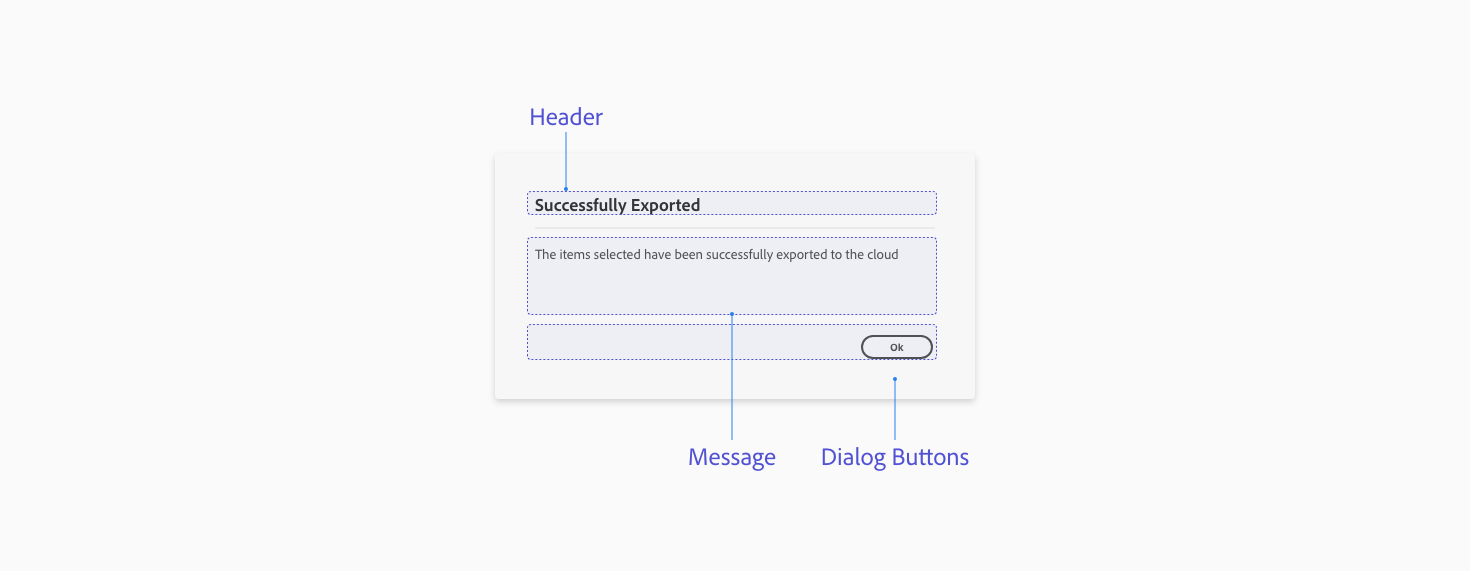 Header
Successfully Exported
The items selected have been successfully exported to the cloud
Ok
Message
Dialog Buttons